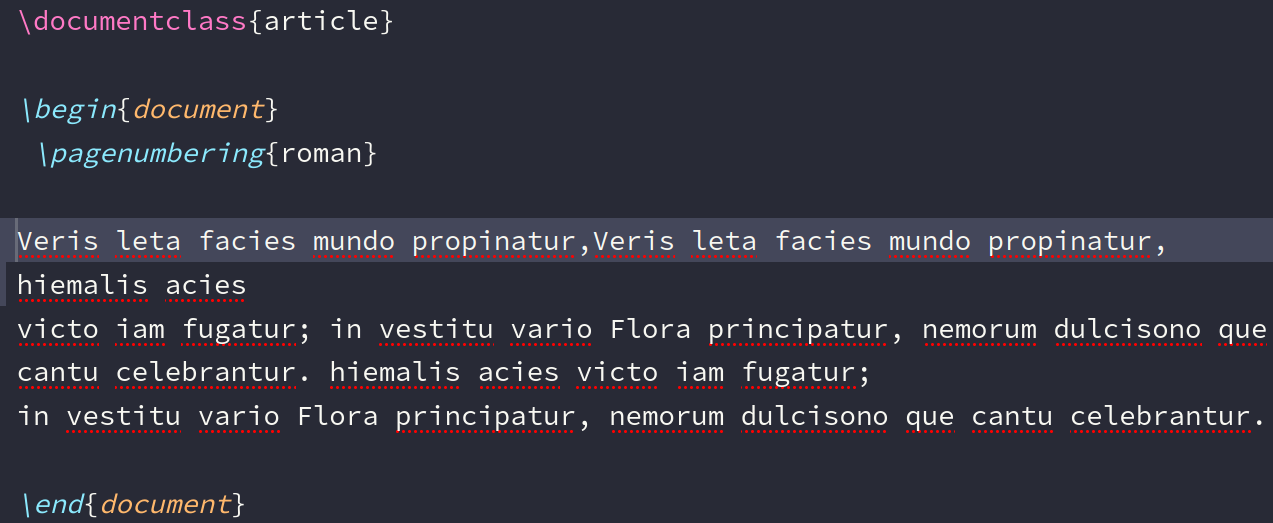 \documentclass{article}
\begin{document}
\pagenumbering{roman}
Veris leta facies mundo propinatur,Veris leta facies mundo propinatur,
hiemalis acies
victo iam fugatur; in vestitu vario Flora principatur, nemorum dulcisono que
cantu celebrantur. hiemalis acies victo iam fugatur;
in vestitu vario Flora principatur, nemorum dulcisono que cantu celebrantur.
\end{document}